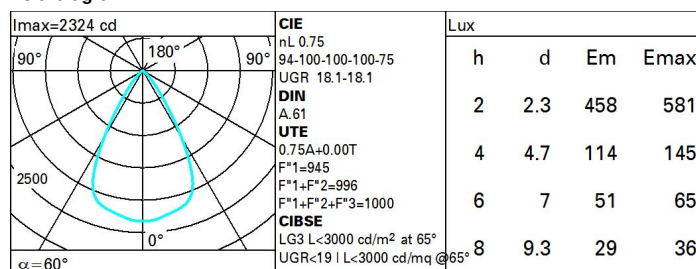 Imax=2324 cd
90°
180°
90°
2500
0°
α=60°
CIE
nL 0.75
94-100-100-100-75
UGR 18.1-18.1
DIN
A.61
UTE
0.75A+0.00T
F"1=945
F"1+F"2=996
F"1+F"2+F"3=1000
CIBSE
LG3 L<3000 cd/m² at 65°
UGR<19 | L<3000 cd/mq @65°
Lux
h d Em Emax
2 2.3 458 581
4 4.7 114 145
6 7 51 65
8 9.3 29 36